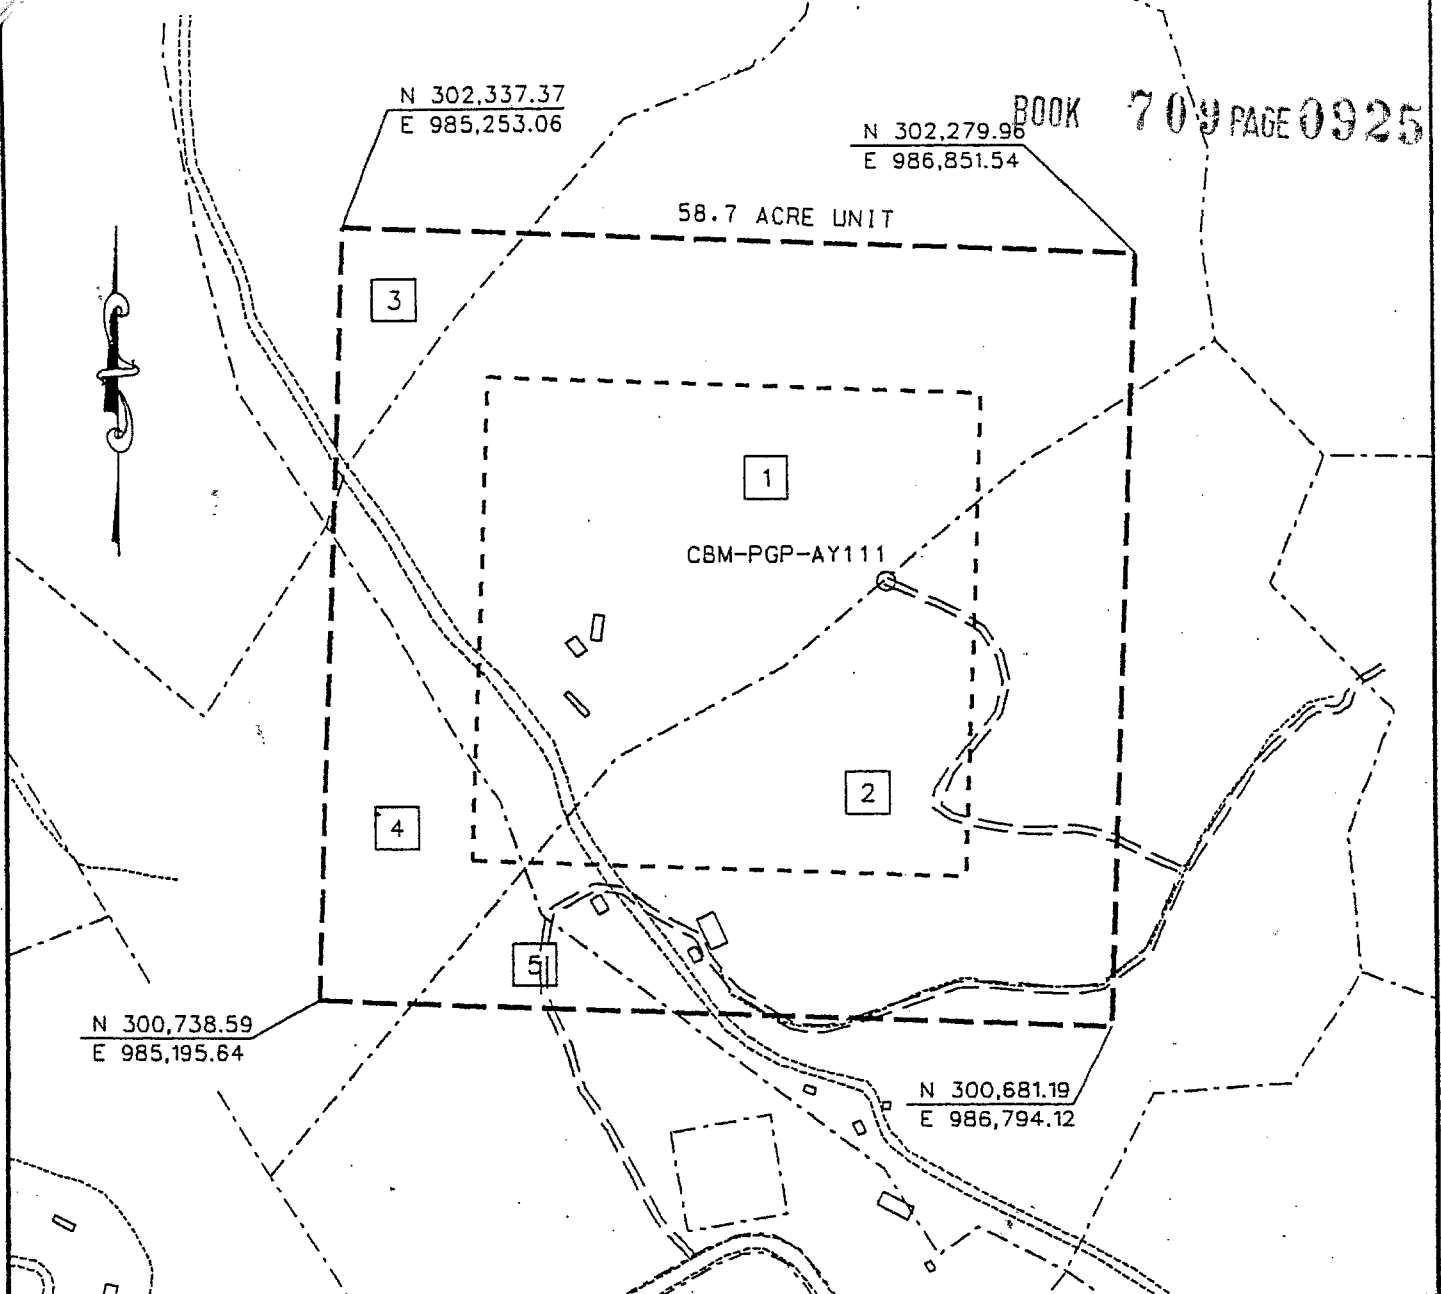 N 302,337.37
E 985,253.06
BOOK 709 PAGE 0925
N 302,279.96
E 986,851.54
58.7 ACRE UNIT
3
1
CBM-PGP-AY111
2
4
5
N 300,738.59
E 985,195.64
N 300,681.19
E 986,794.12